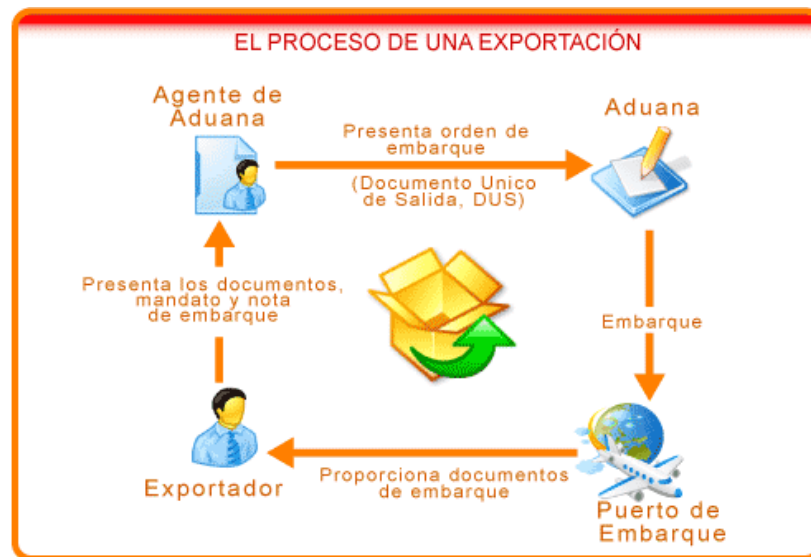 EL PROCESO DE UNA EXPORTACIÓN
Agente de
Aduana
Presenta orden de
embarque
(Documento Unico
de Salida, DUS)
Aduana
Presenta los documentos,
mandato y nota
de embarque
Embarque
Exportador
Proporciona documentos
de embarque
Puerto de
Embarque